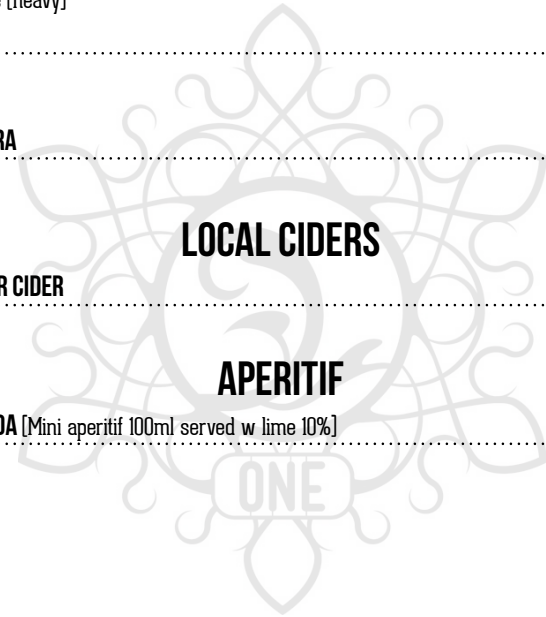 [heavy]
RA
LOCAL CIDERS
R CIDER
APERITIF
DA [Mini aperitif 100ml served w lime 10%]
ONE